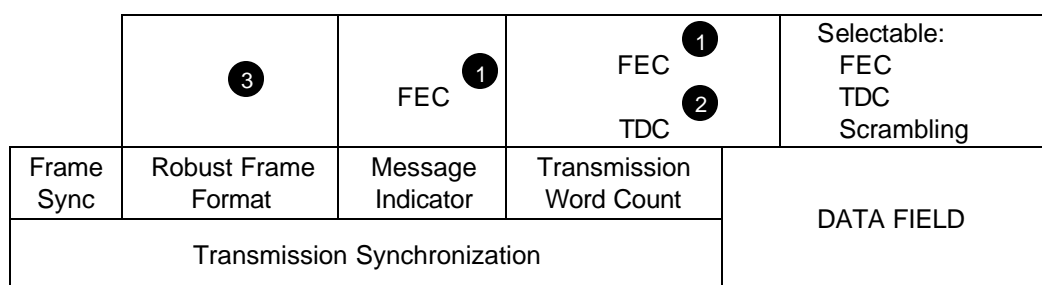 3
FEC 1
FEC 1
TDC 2
Selectable:
FEC
TDC
Scrambling
Frame
Sync
Robust Frame
Format
Message
Indicator
Transmission
Word Count
DATA FIELD
Transmission Synchronization